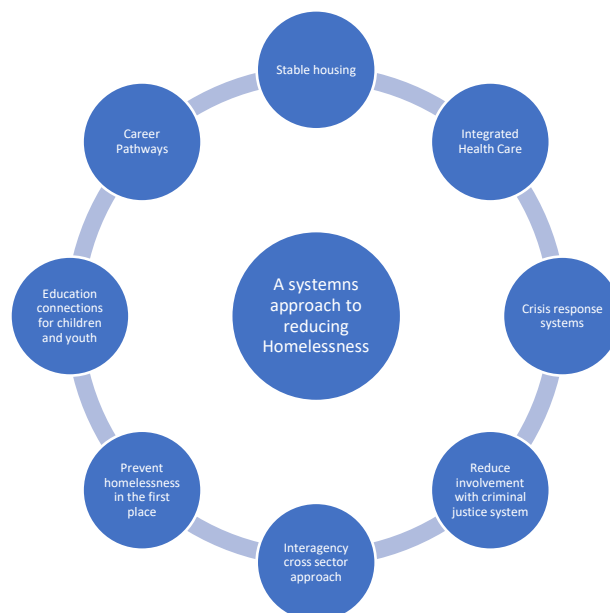 Stable housing
Integrated
Health Care
Crisis response
systems
Reduce
involvement
with criminal
justice system
Interagency
cross sector
approach
Prevent
homelessness
in the first
place
Education
connections
for children
and youth
Career
Pathways
A systemns
approach to
reducing
Homelessness